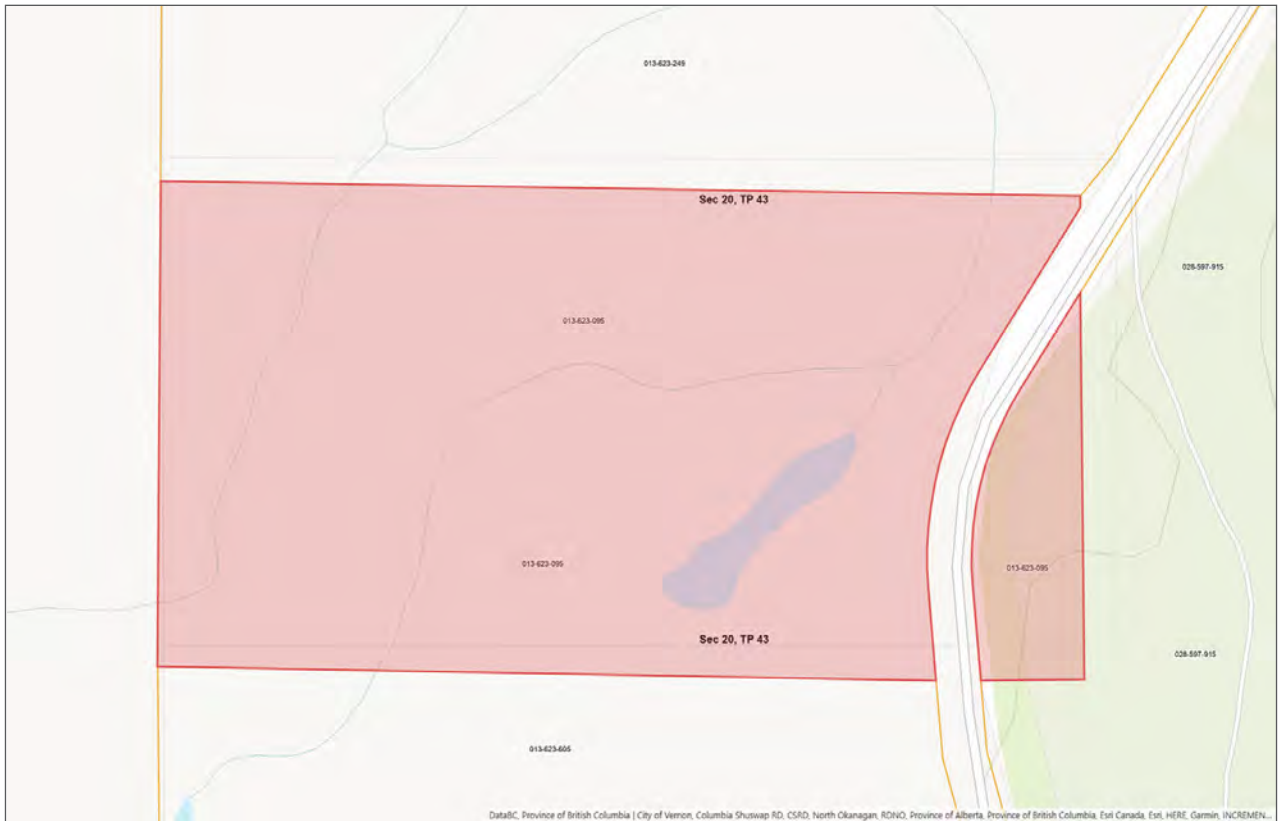 013-623-249
Sec 20, TP 43
028-597-915
013-623-095
013-623-095
013-623-095
Sec 20, TP 43
028-597-915
013-623-605
DataBC, Province of British Columbia | City of Vernon, Columbia Shuswap RD, CSRD, North Okanagan, RDNO, Province of Alberta, Province of British Columbia, Esri Canada, Esri, HERE, Garmin, INCREMEN...